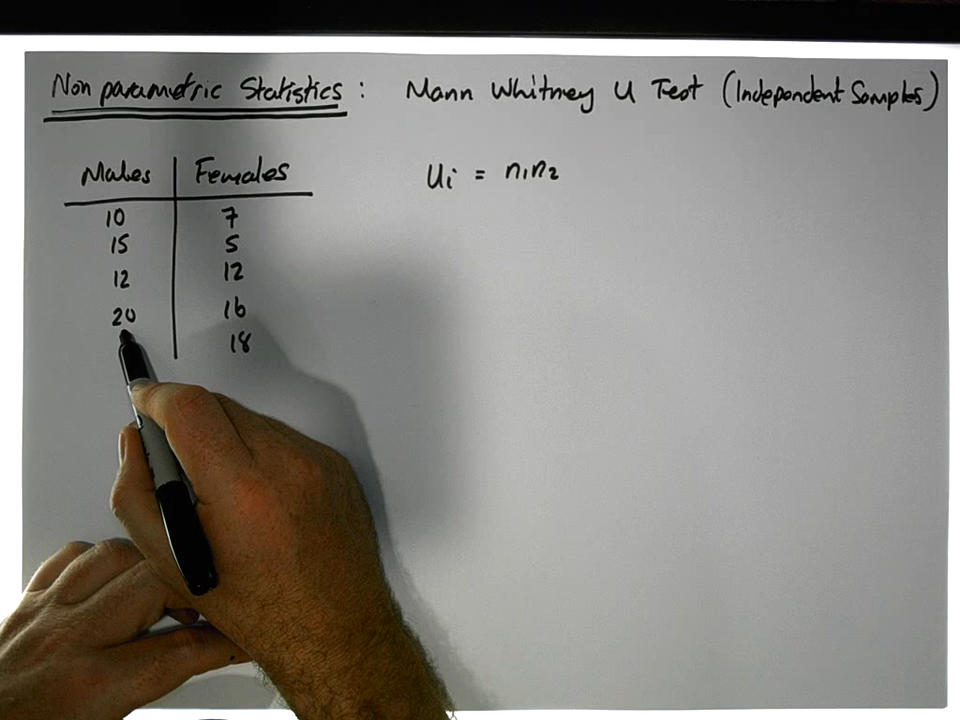 Non parametric Statistics : Mann Whitney U Test (Independent Samples)
Males Females
Ui = n1n2
10 7
15 5
12 12
20 16
18